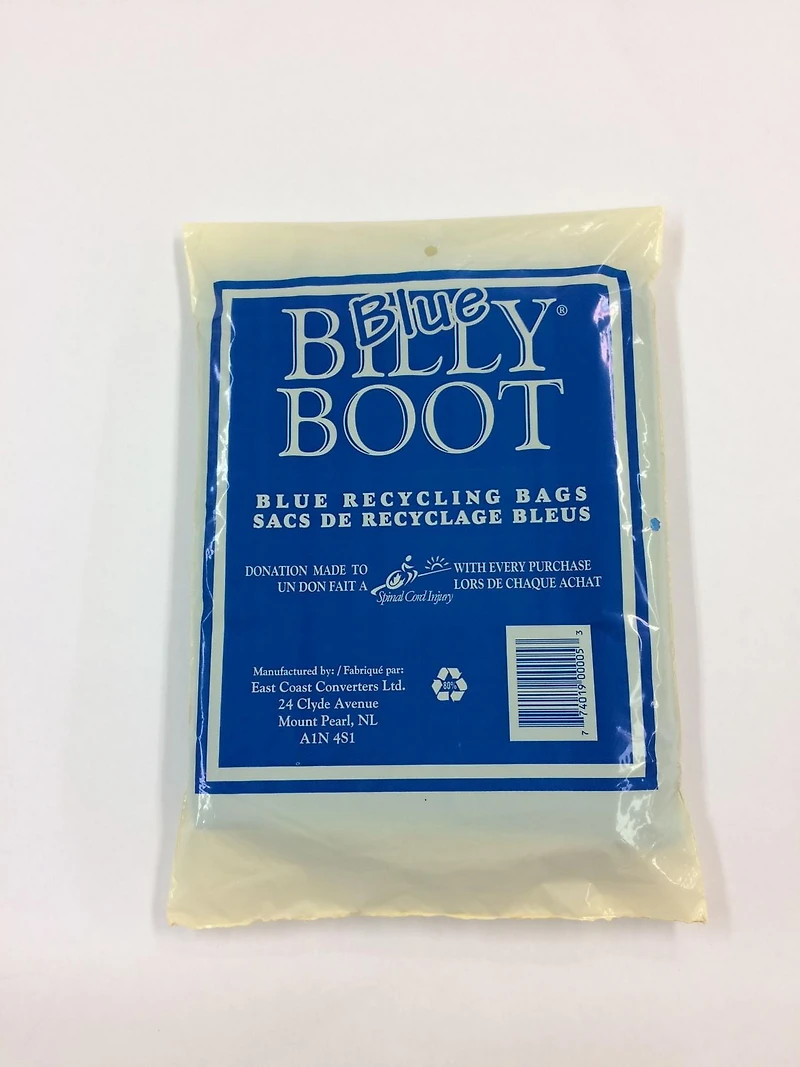 Blue
BILLY®
BOOT
BLUE RECYCLING BAGS
SACS DE RECYCLAGE BLEUS
DONATION MADE TO
UN DON FAIT A
Spinal Cord Injury
WITH EVERY PURCHASE
LORS DE CHAQUE ACHAT
Manufactured by: / Fabriqué par:
East Coast Converters Ltd.
24 Clyde Avenue
Mount Pearl, NL
A1N 4S1
80%
7 74019 00005 3